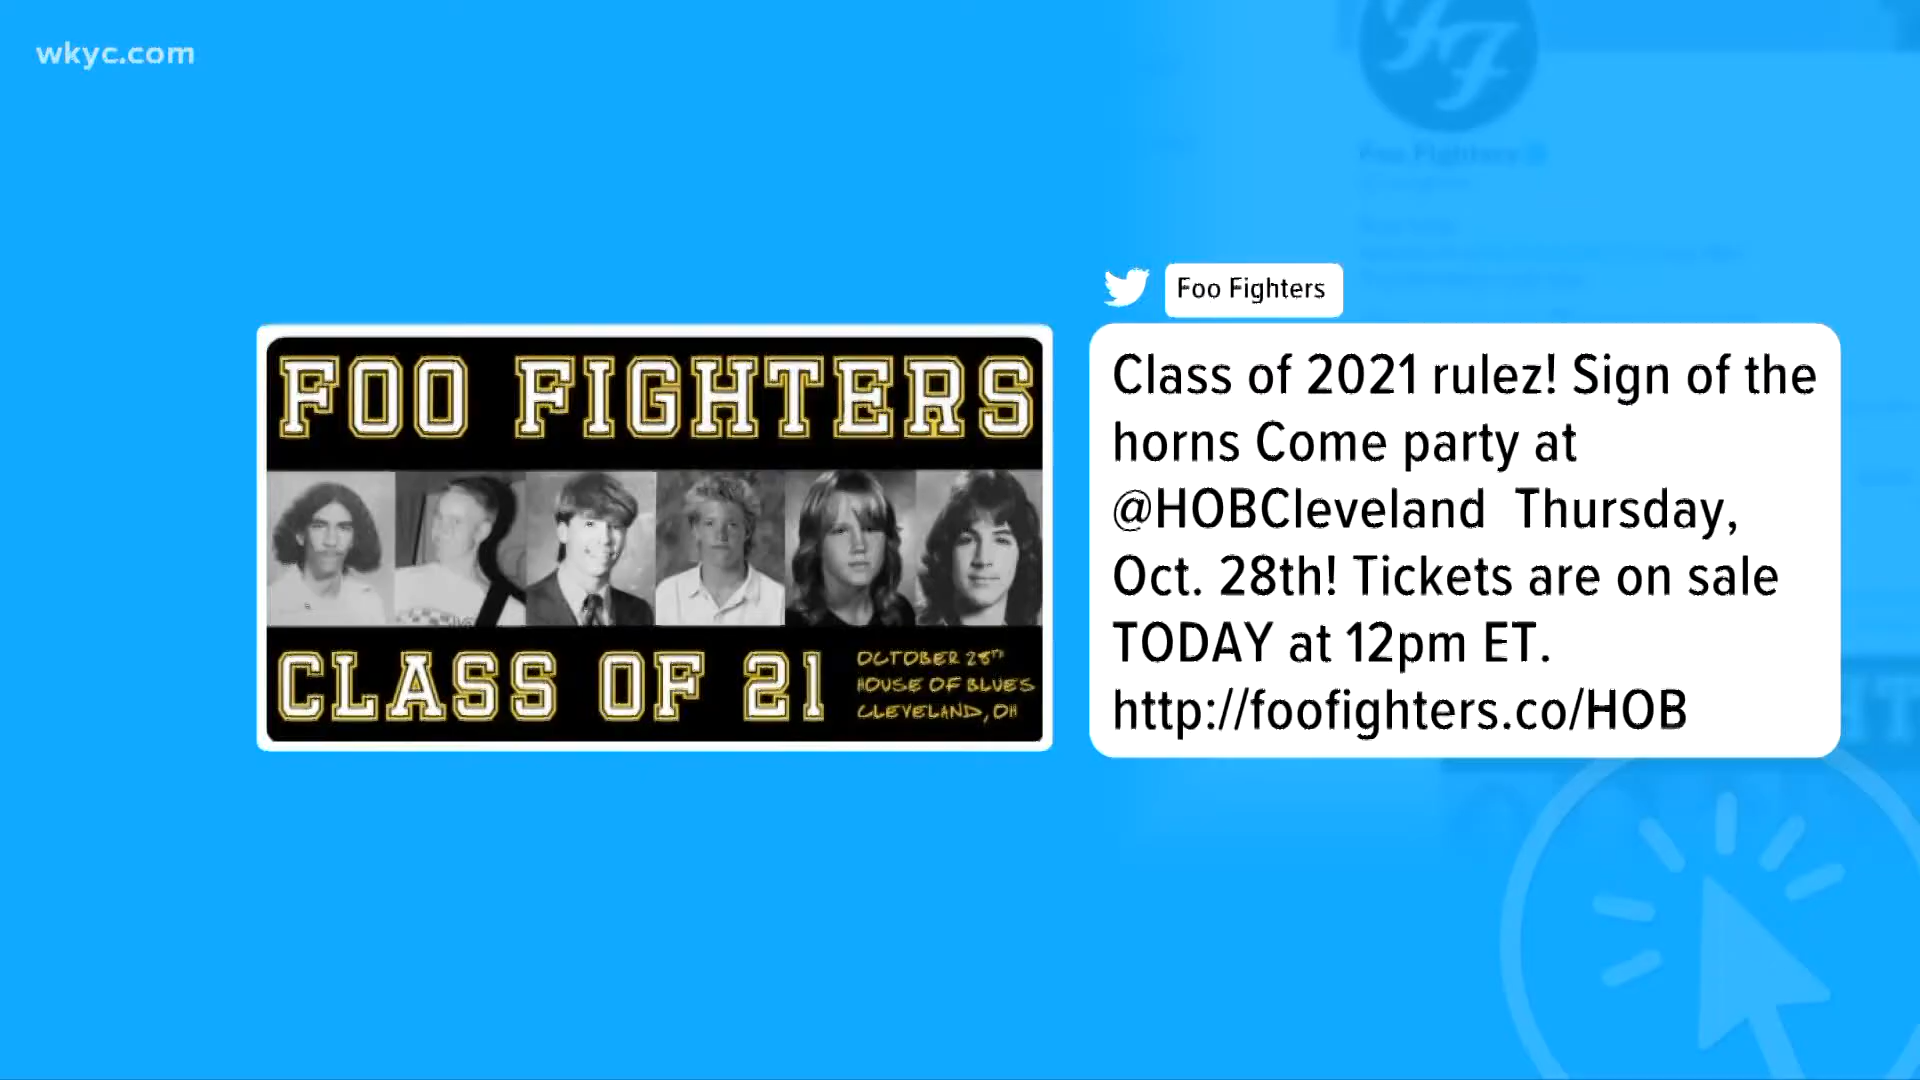 wkyc.com
Foo Fighters
FOO FIGHTERS
CLASS OF 21
OCTOBER 28TH
HOUSE OF BLUES
CLEVELAND, OH
Foo Fighters
Class of 2021 rulez! Sign of the
horns Come party at
@HOBCleveland Thursday,
Oct. 28th! Tickets are on sale
TODAY at 12pm ET.
http://foofighters.co/HOB